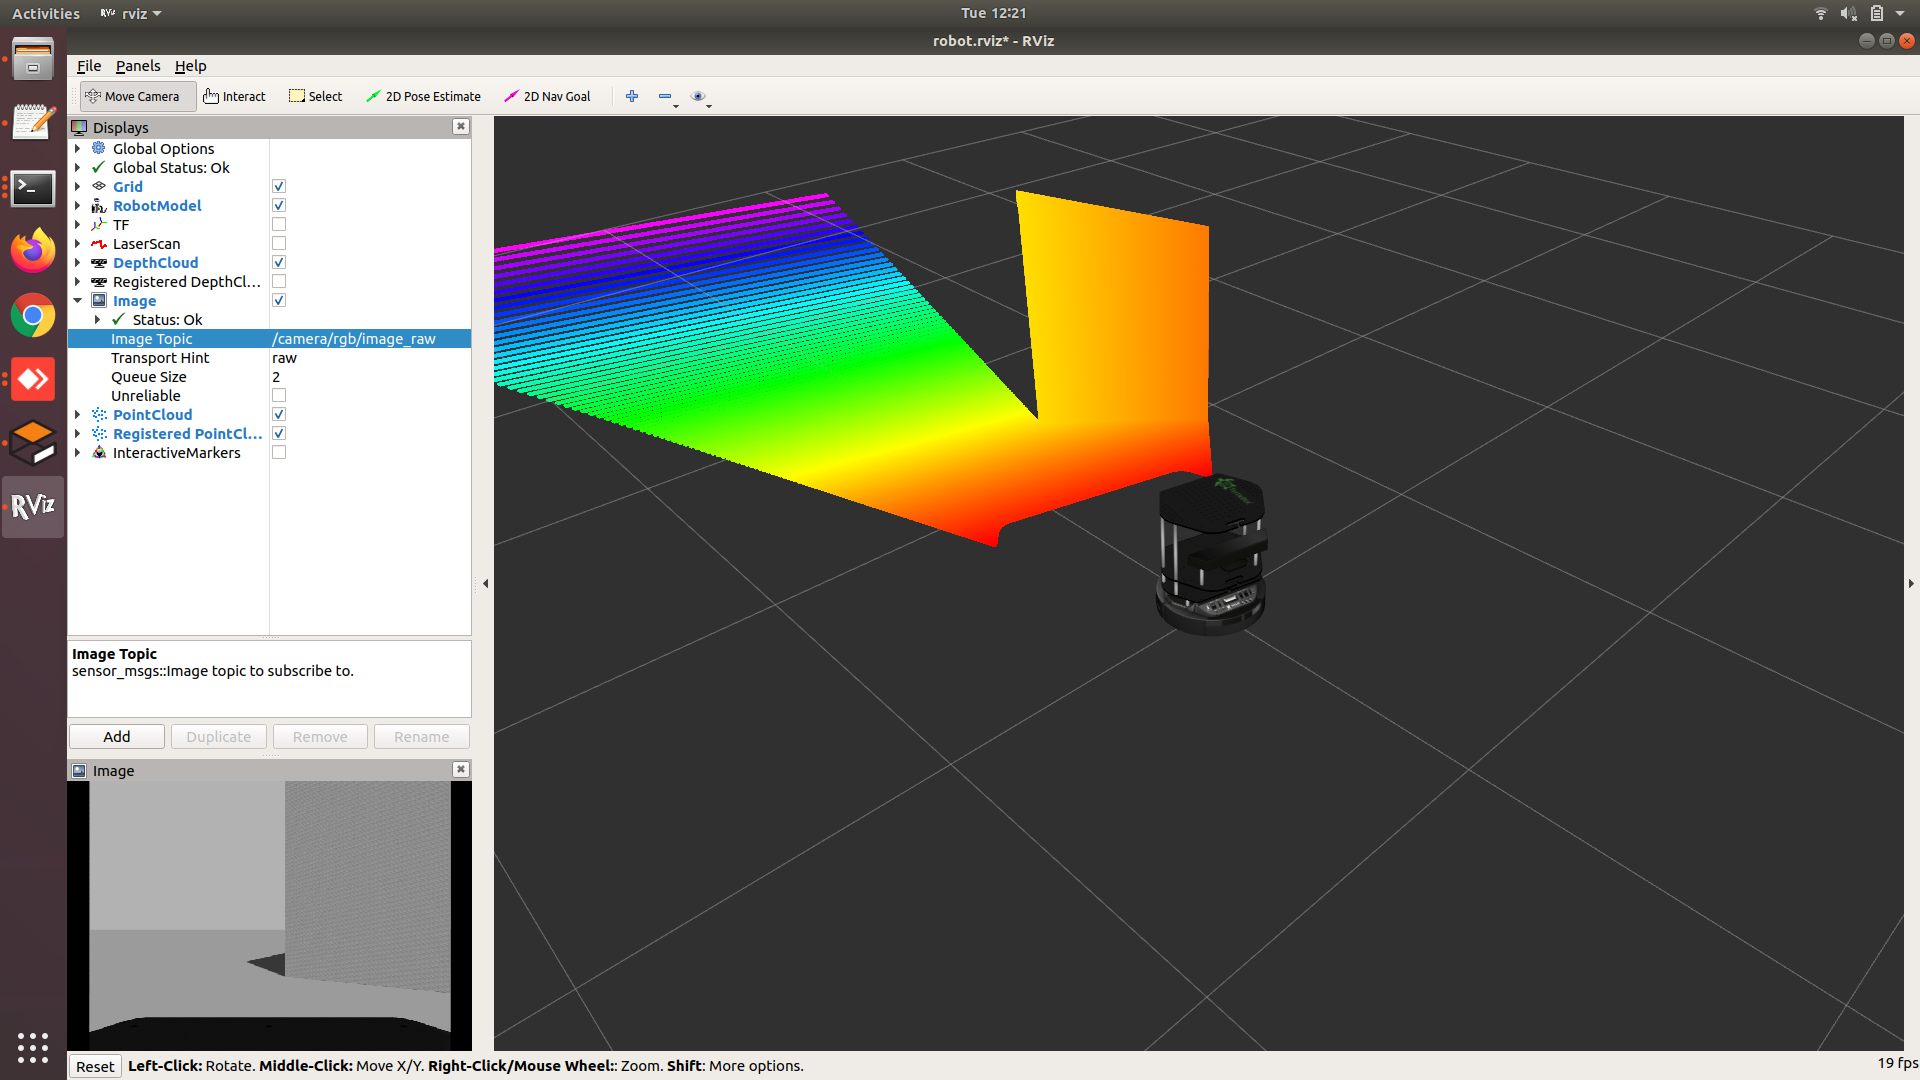 Activities RViz rviz
Tue 12:21
robot.rviz* - RViz
File Panels Help
Move Camera Interact Select 2D Pose Estimate 2D Nav Goal
Displays
Global Options
Global Status: Ok
Grid
RobotModel
TF
LaserScan
DepthCloud
Registered DepthCl...
Image
Status: Ok
Image Topic /camera/rgb/image_raw
Transport Hint raw
Queue Size 2
Unreliable
PointCloud
Registered PointCl...
InteractiveMarkers
RViz
Image Topic
sensor_msgs::Image topic to subscribe to.
Add Duplicate Remove Rename
Image
Reset Left-Click: Rotate. Middle-Click: Move X/Y. Right-Click/Mouse Wheel:: Zoom. Shift: More options.
19 fps